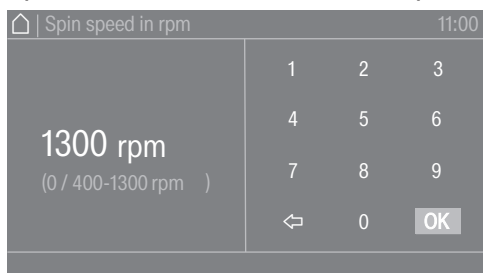 | Spin speed in rpm 11:00
1300 rpm
(0 / 400-1300 rpm )
1 2 3
4 5 6
7 8 9
0 OK